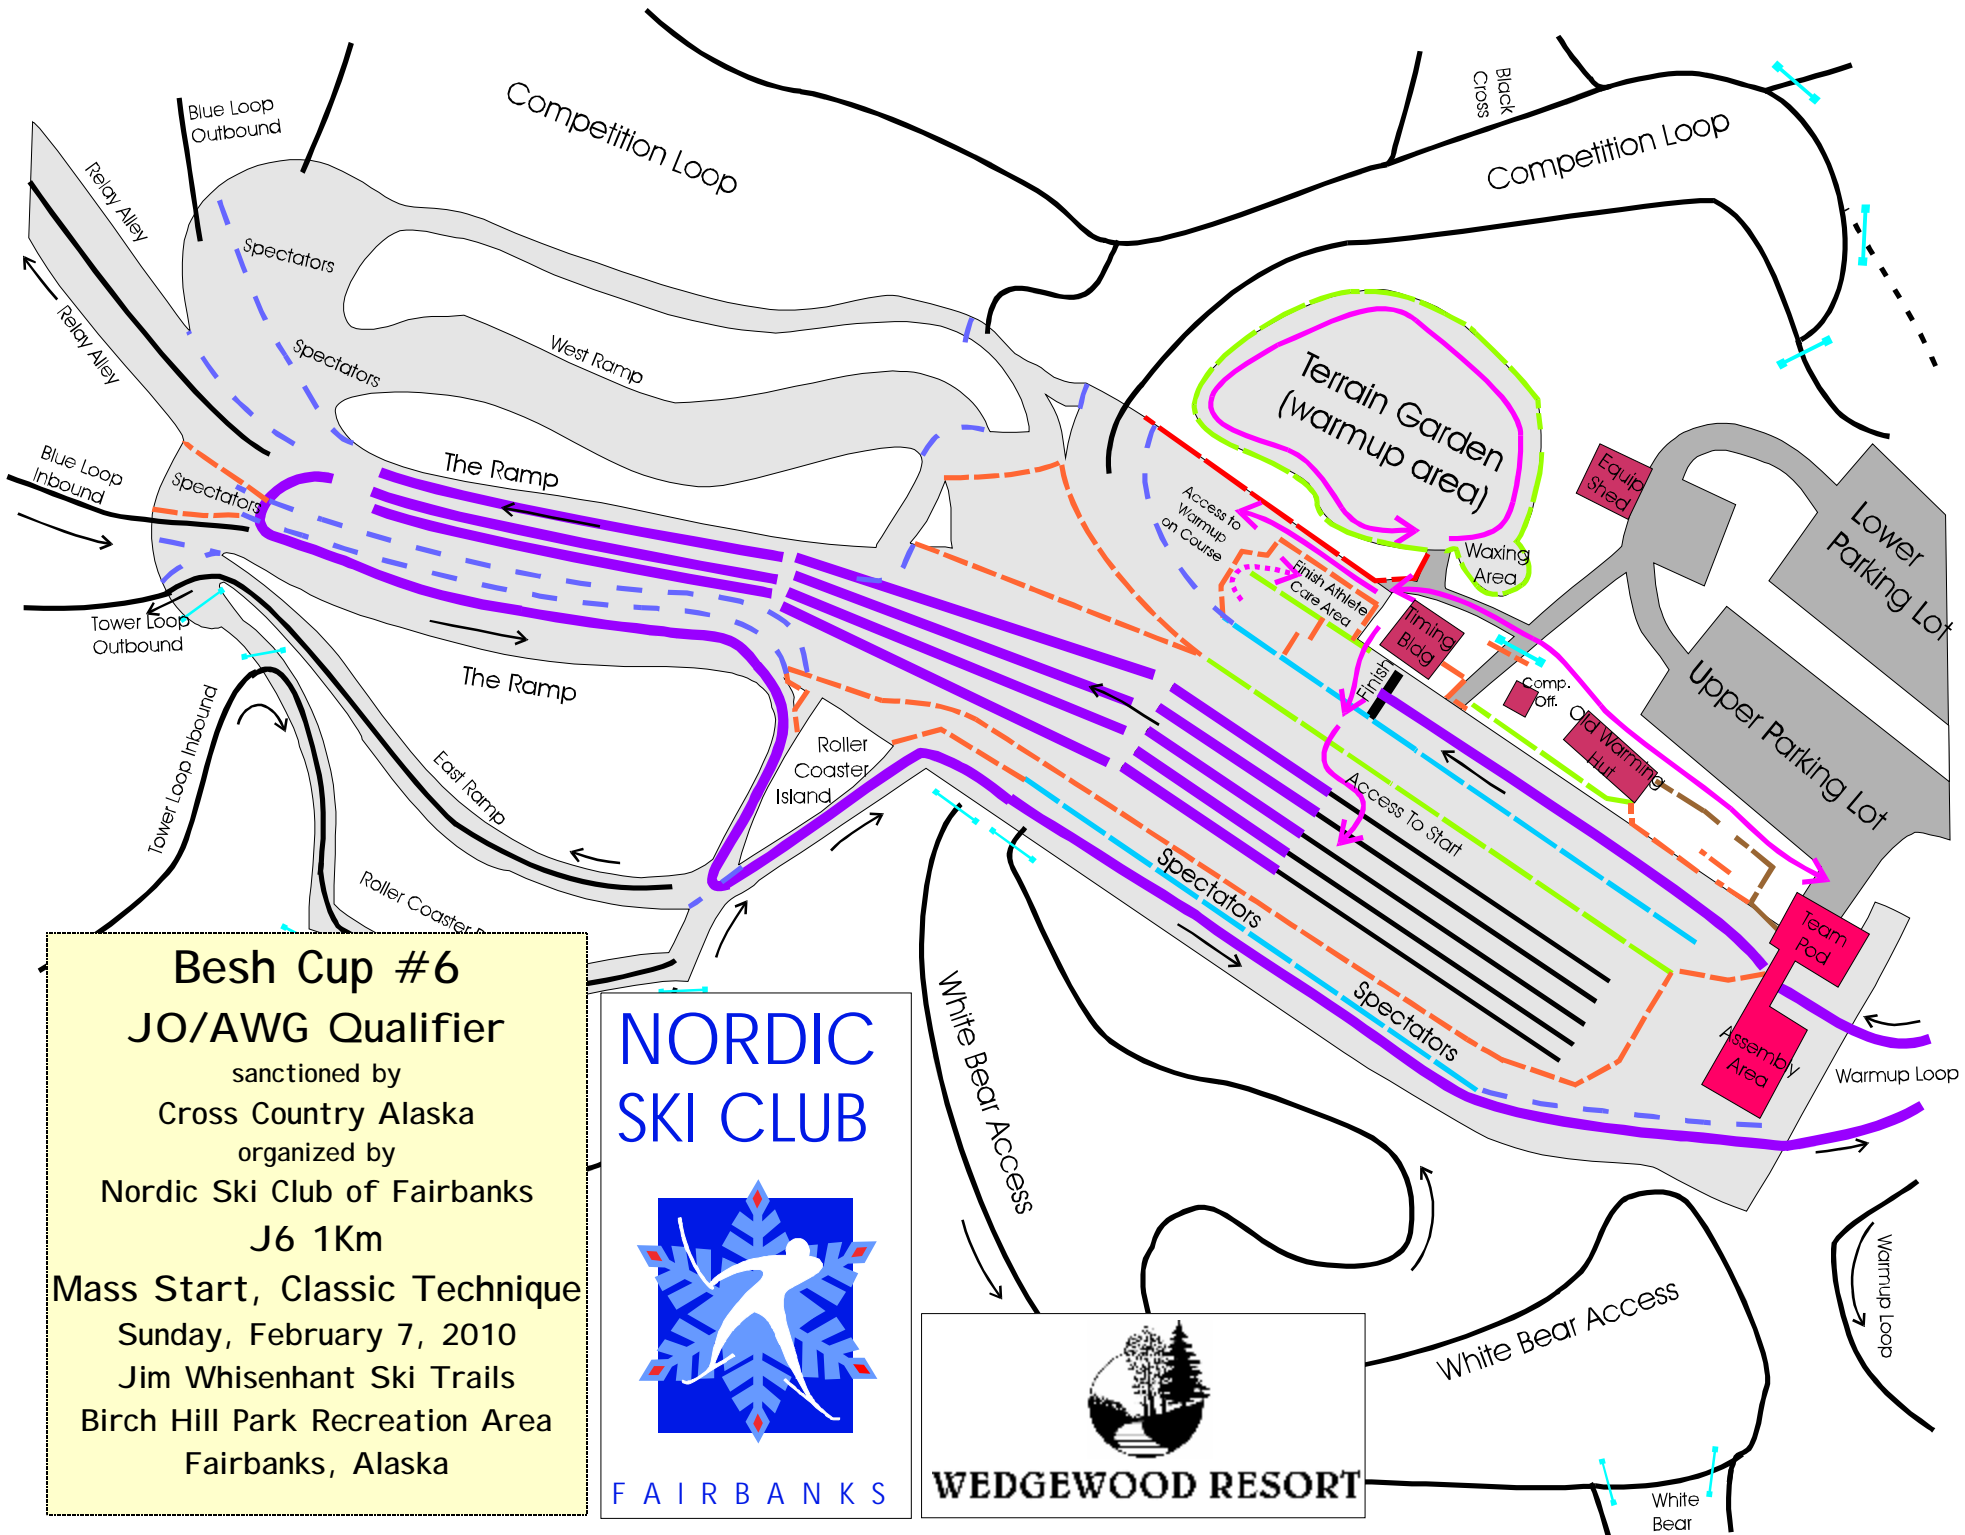 Blue Loop
Outbound
Relay Alley
Relay Alley
Spectators
Spectators
Competition Loop
Black
Cross
Competition Loop
West Ramp
Terrain Garden
(warmup area)
Blue Loop
Inbound
Spectators
The Ramp
Access to
Warmup
on Course
Finish Athlete
Care Area
Waxing
Area
Equip
Shed
Lower
Parking Lot
Timing
Bldg
Tower Loop
Outbound
The Ramp
Finish
Comp.
Off.
Old Warming
Hut
Upper Parking Lot
Tower Loop Inbound
East Ramp
Roller
Coaster
Island
Access To Start
Roller Coaster
Spectators
Spectators
Team
Pod
Assembly
Area
Warmup Loop
White Bear Access
White Bear Access
Warmup Loop
White
Bear
Besh Cup #6
JO/AWG Qualifier
sanctioned by
Cross Country Alaska
organized by
Nordic Ski Club of Fairbanks
J6 1Km
Mass Start, Classic Technique
Sunday, February 7, 2010
Jim Whisenhant Ski Trails
Birch Hill Park Recreation Area
Fairbanks, Alaska
NORDIC
SKI CLUB
FAIRBANKS
WEDGEWOOD RESORT